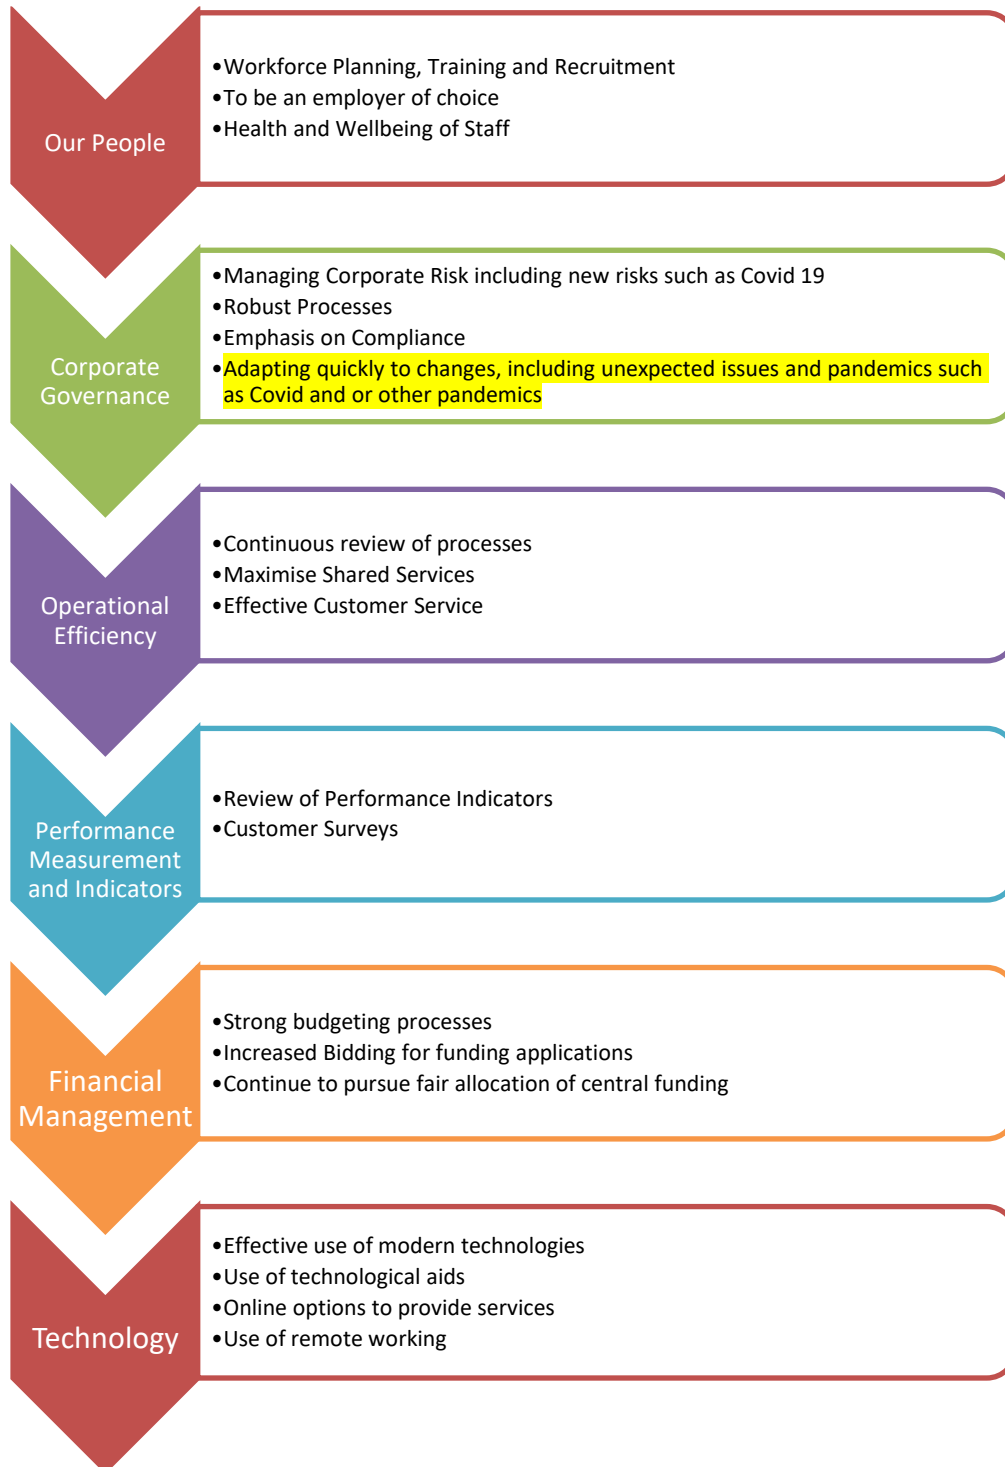 Our People
•Workforce Planning, Training and Recruitment
•To be an employer of choice
•Health and Wellbeing of Staff
Corporate
Governance
•Managing Corporate Risk including new risks such as Covid 19
•Robust Processes
•Emphasis on Compliance
•Adapting quickly to changes, including unexpected issues and pandemics such
as Covid and or other pandemics
Operational
Efficiency
•Continuous review of processes
•Maximise Shared Services
•Effective Customer Service
Performance
Measurement
and Indicators
•Review of Performance Indicators
•Customer Surveys
Financial
Management
•Strong budgeting processes
•Increased Bidding for funding applications
•Continue to pursue fair allocation of central funding
Technology
•Effective use of modern technologies
•Use of technological aids
•Online options to provide services
•Use of remote working